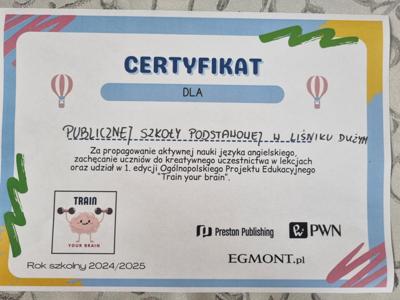 CERTYFIKAT
DLA
PUBLICZNEJ SZKOŁY PODSTAWOWEJ W LIŚNIKU DUŻYM
Za propagowanie aktywnej nauki języka angielskiego,
zachęcanie uczniów do kreatywnego uczestnictwa w lekcjach
oraz udział w 1. edycji Ogólnopolskiego Projektu Edukacyjnego
"Train your brain".
TRAIN
YOUR BRAIN
Preston Publishing
PWN
EGMONT.pl
Rok szkolny 2024/2025